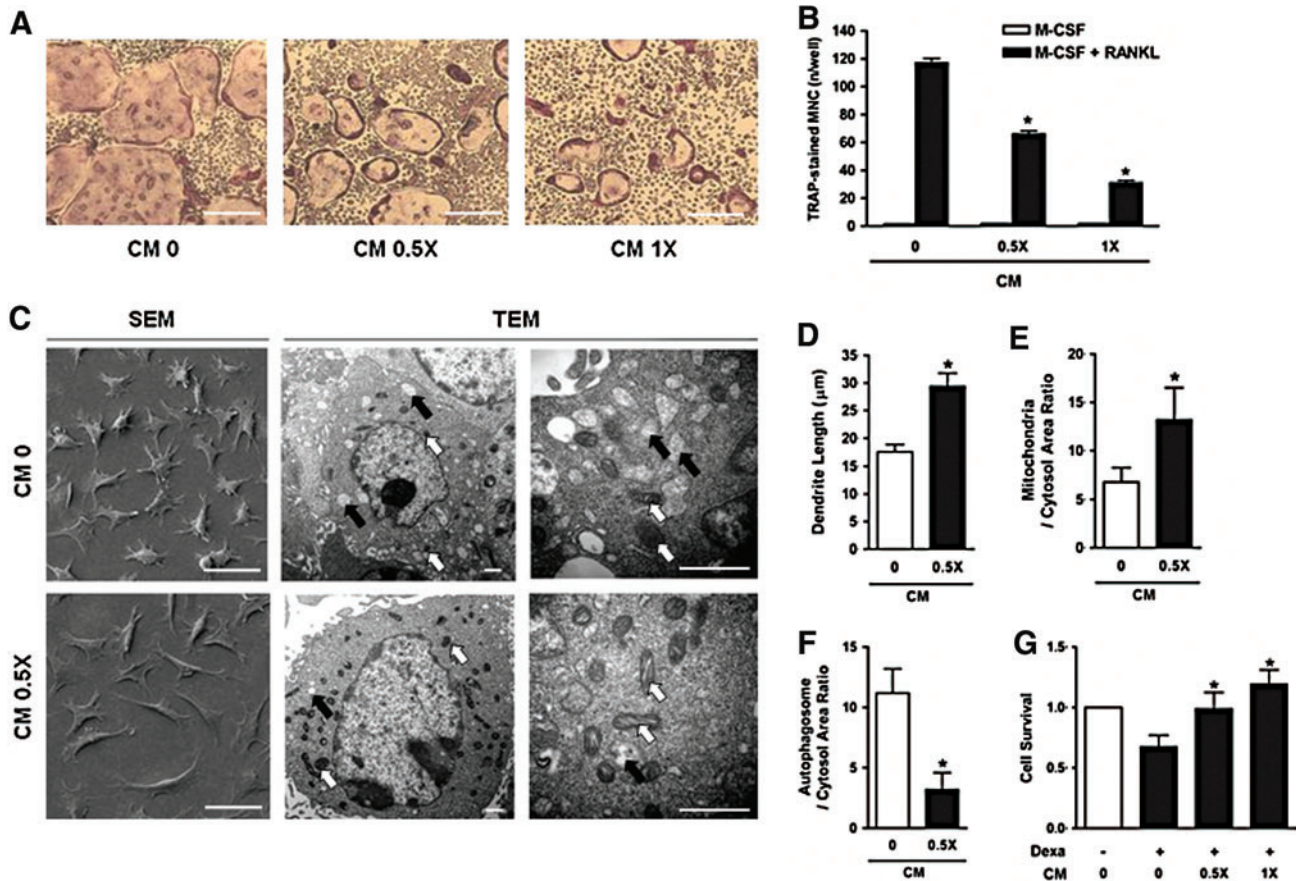 A
CM 0
CM 0.5X
CM 1X
B
M-CSF
M-CSF + RANKL
TRAP-stained MNC (n/well)
140
120
100
80
60
40
20
0
*
*
0
0.5X
1X
CM
C
SEM
TEM
CM 0
CM 0.5X
D
Dendrite Length (µm)
35
30
25
20
15
10
5
0
*
0
0.5X
CM
E
Mitochondria
/ Cytosol Area Ratio
20
15
10
5
0
*
0
0.5X
CM
F
Autophagosome
/ Cytosol Area Ratio
15
10
5
0
*
0
0.5X
CM
G
Cell Survival
1.5
1.0
0.5
0.0
*
*
Dexa - + + +
CM 0 0 0.5X 1X